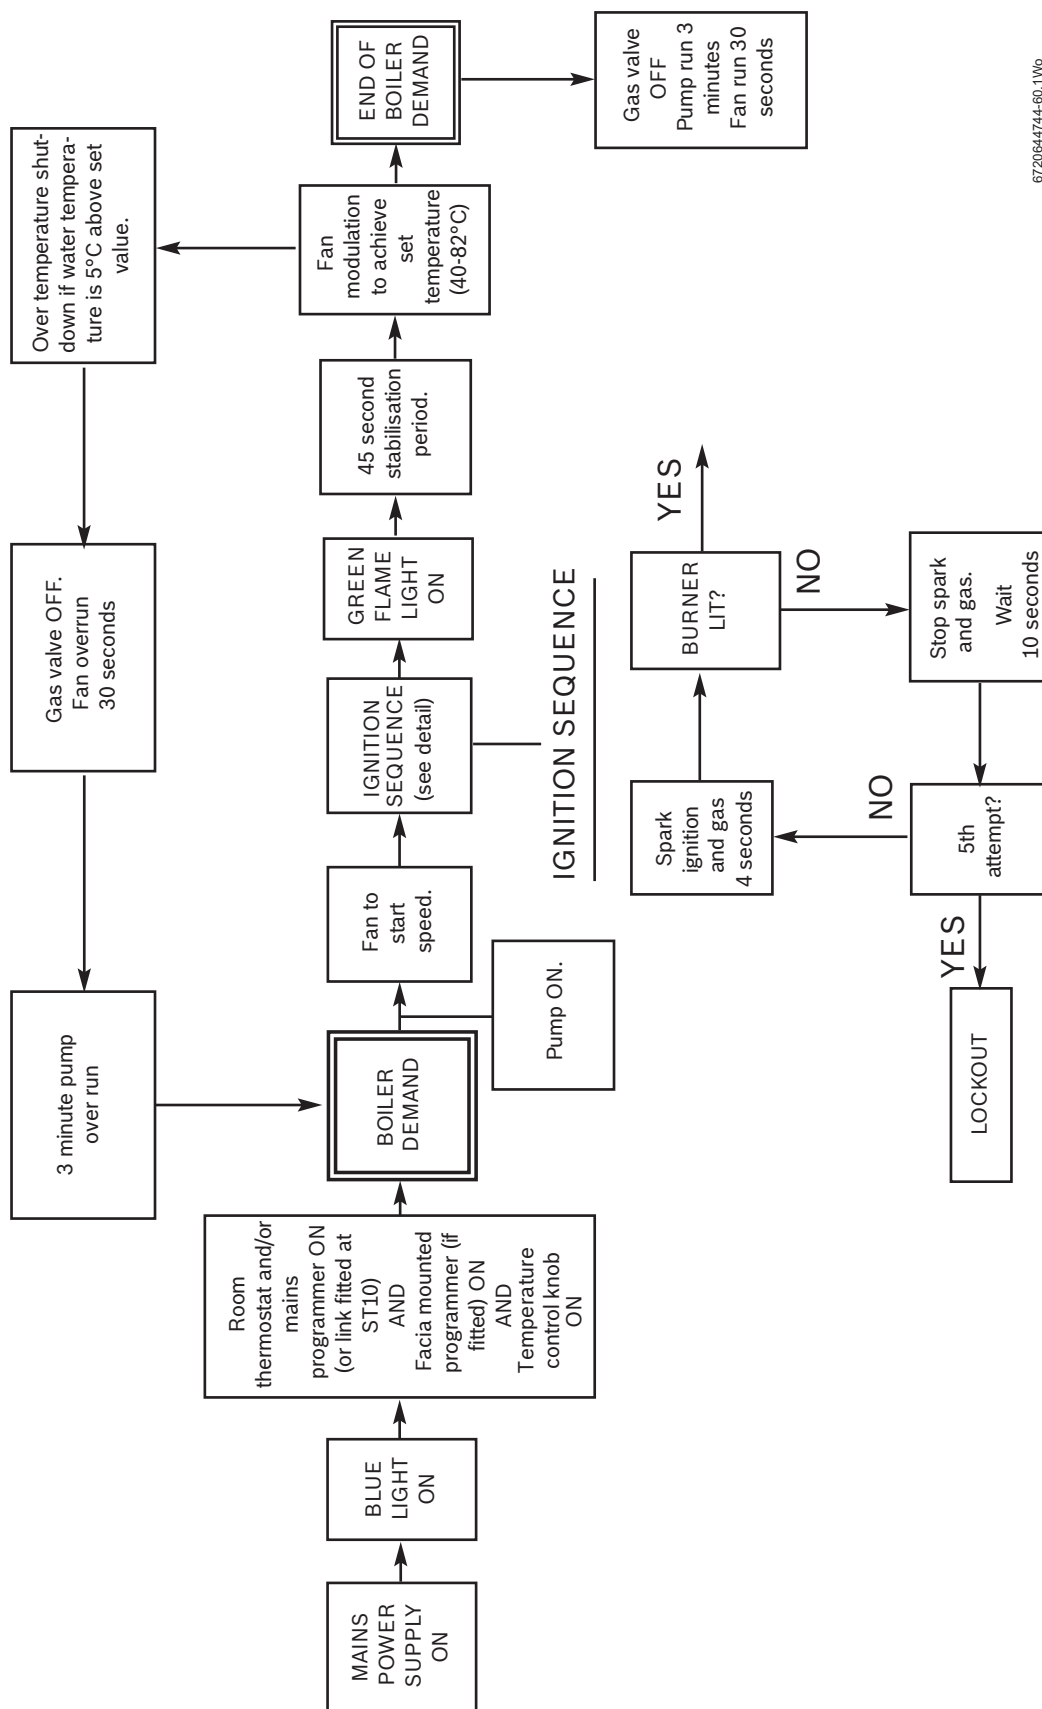 3 minute pump
over run
Gas valve OFF.
Fan overrun
30 seconds
Over temperature shut-
down if water tempera-
ture is 5°C above set
value.
MAINS
POWER
SUPPLY
ON
BLUE
LIGHT
ON
Room
thermostat and/or
mains
programmer ON
(or link fitted at
ST10)
AND
Facia mounted
programmer (if
fitted) ON
AND
Temperature
control knob
ON
BOILER
DEMAND
Pump ON.
Fan to
start
speed.
IGNITION
SEQUENCE
(see detail)
GREEN
FLAME
LIGHT
ON
45 second
stabilisation
period.
Fan
modulation
to achieve
set
temperature
(40-82°C)
END OF
BOILER
DEMAND
Gas valve
OFF
Pump run 3
minutes
Fan run 30
seconds
IGNITION SEQUENCE
Spark
ignition
and gas
4 seconds
BURNER
LIT?
YES
NO
Stop spark
and gas.
Wait
10 seconds
5th
attempt?
NO
YES
LOCKOUT
6720644744-60.1Wo